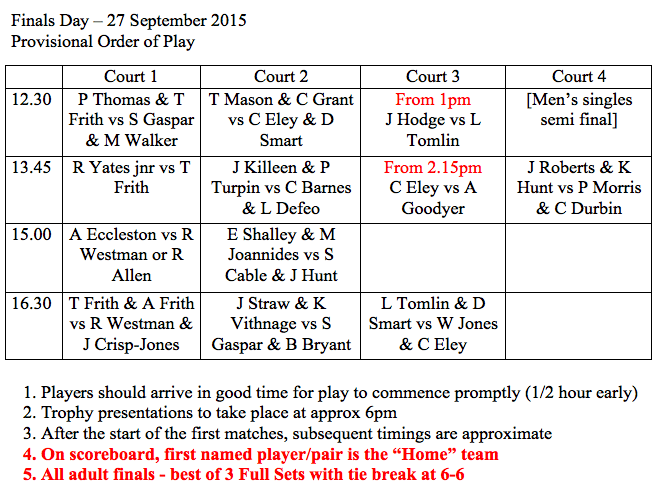 Finals Day – 27 September 2015
Provisional Order of Play
Court 1 Court 2 Court 3 Court 4
12.30 P Thomas & T T Mason & C Grant From 1pm [Men's singles
Frith vs S Gaspar vs C Eley & D J Hodge vs L semi final]
& M Walker Smart Tomlin
13.45 R Yates jnr vs T J Killeen & P From 2.15pm J Roberts & K
Frith Turpin vs C Barnes C Eley vs A Hunt vs P Morris
& L Defeo Goodyer & C Durbin
15.00 A Eccleston vs R E Shalley & M
Westman or R Joannides vs S
Allen Cable & J Hunt
16.30 T Frith & A Frith J Straw & K L Tomlin & D
vs R Westman & Vithnage vs S Smart vs W Jones
J Crisp-Jones Gaspar & B Bryant & C Eley
1. Players should arrive in good time for play to commence promptly (1/2 hour early)
2. Trophy presentations to take place at approx 6pm
3. After the start of the first matches, subsequent timings are approximate
4. On scoreboard, first named player/pair is the “Home” team
5. All adult finals - best of 3 Full Sets with tie break at 6-6